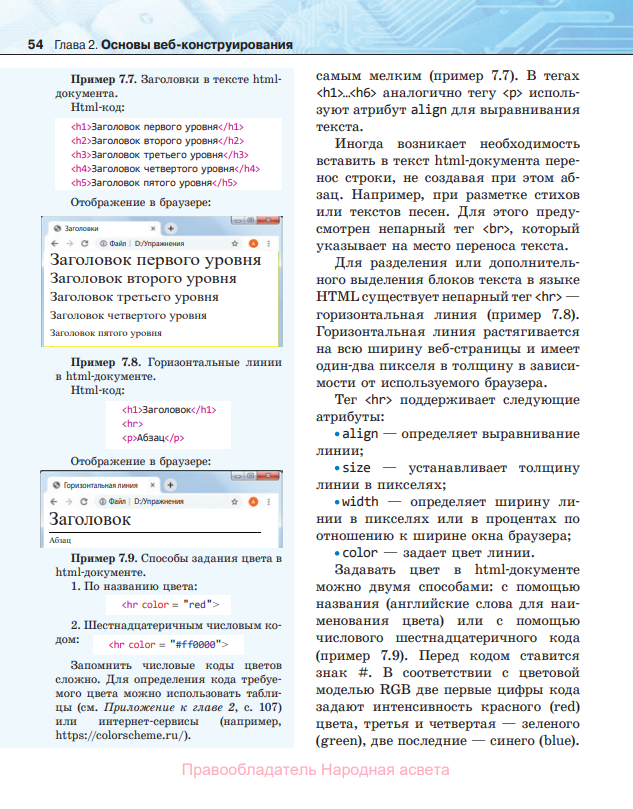 54 Глава 2. Основы веб-конструирования
Пример 7.7. Заголовки в тексте html-
документа.
Html-код:
<h1>Заголовок первого уровня</h1>
<h2>Заголовок второго уровня</h2>
<h3>Заголовок третьего уровня</h3>
<h4>Заголовок четвертого уровня</h4>
<h5>Заголовок пятого уровня</h5>
Отображение в браузере:
Заголовки
Файл | D:/Упражнения
Заголовок первого уровня
Заголовок второго уровня
Заголовок третьего уровня
Заголовок четвертого уровня
Заголовок пятого уровня
Пример 7.8. Горизонтальные линии
в html-документе.
Html-код:
<h1>Заголовок</h1>
<hr>
<p>Абзац</p>
Отображение в браузере:
Горизонтальная линия
Файл | D:/Упражнения
Заголовок
Абзац
Пример 7.9. Способы задания цвета в
html-документе.
1. По названию цвета:
<hr color = "red">
2. Шестнадцатеричным числовым ко-
дом:
<hr color = "#ff0000">
Запомнить числовые коды цветов
сложно. Для определения кода требуе-
мого цвета можно использовать табли-
цы (см. Приложение к главе 2, с. 107)
или интернет-сервисы (например,
https://colorscheme.ru/).
самым мелким (пример 7.7). В тегах
<h1>…<h6> аналогично тегу <p> исполь-
зуют атрибут align для выравнивания
текста.
Иногда возникает необходимость
вставить в текст html-документа пере-
нос строки, не создавая при этом аб-
зац. Например, при разметке стихов
или текстов песен. Для этого преду-
смотрен непарный тег <br>, который
указывает на место переноса текста.
Для разделения или дополнитель-
ного выделения блоков текста в языке
HTML существует непарный тег <hr> —
горизонтальная линия (пример 7.8).
Горизонтальная линия растягивается
на всю ширину веб-страницы и имеет
один-два пикселя в толщину в зависи-
мости от используемого браузера.
Тег <hr> поддерживает следующие
атрибуты:
• align — определяет выравнивание
линии;
• size — устанавливает толщину
линии в пикселях;
• width — определяет ширину ли-
нии в пикселях или в процентах по
отношению к ширине окна браузера;
• color — задает цвет линии.
Задавать цвет в html-документе
можно двумя способами: с помощью
названия (английские слова для наи-
менования цвета) или с помощью
числового шестнадцатеричного кода
(пример 7.9). Перед кодом ставится
знак #. В соответствии с цветовой
моделью RGB две первые цифры кода
задают интенсивность красного (red)
цвета, третья и четвертая — зеленого
(green), две последние — синего (blue).
Правообладатель Народная асвета